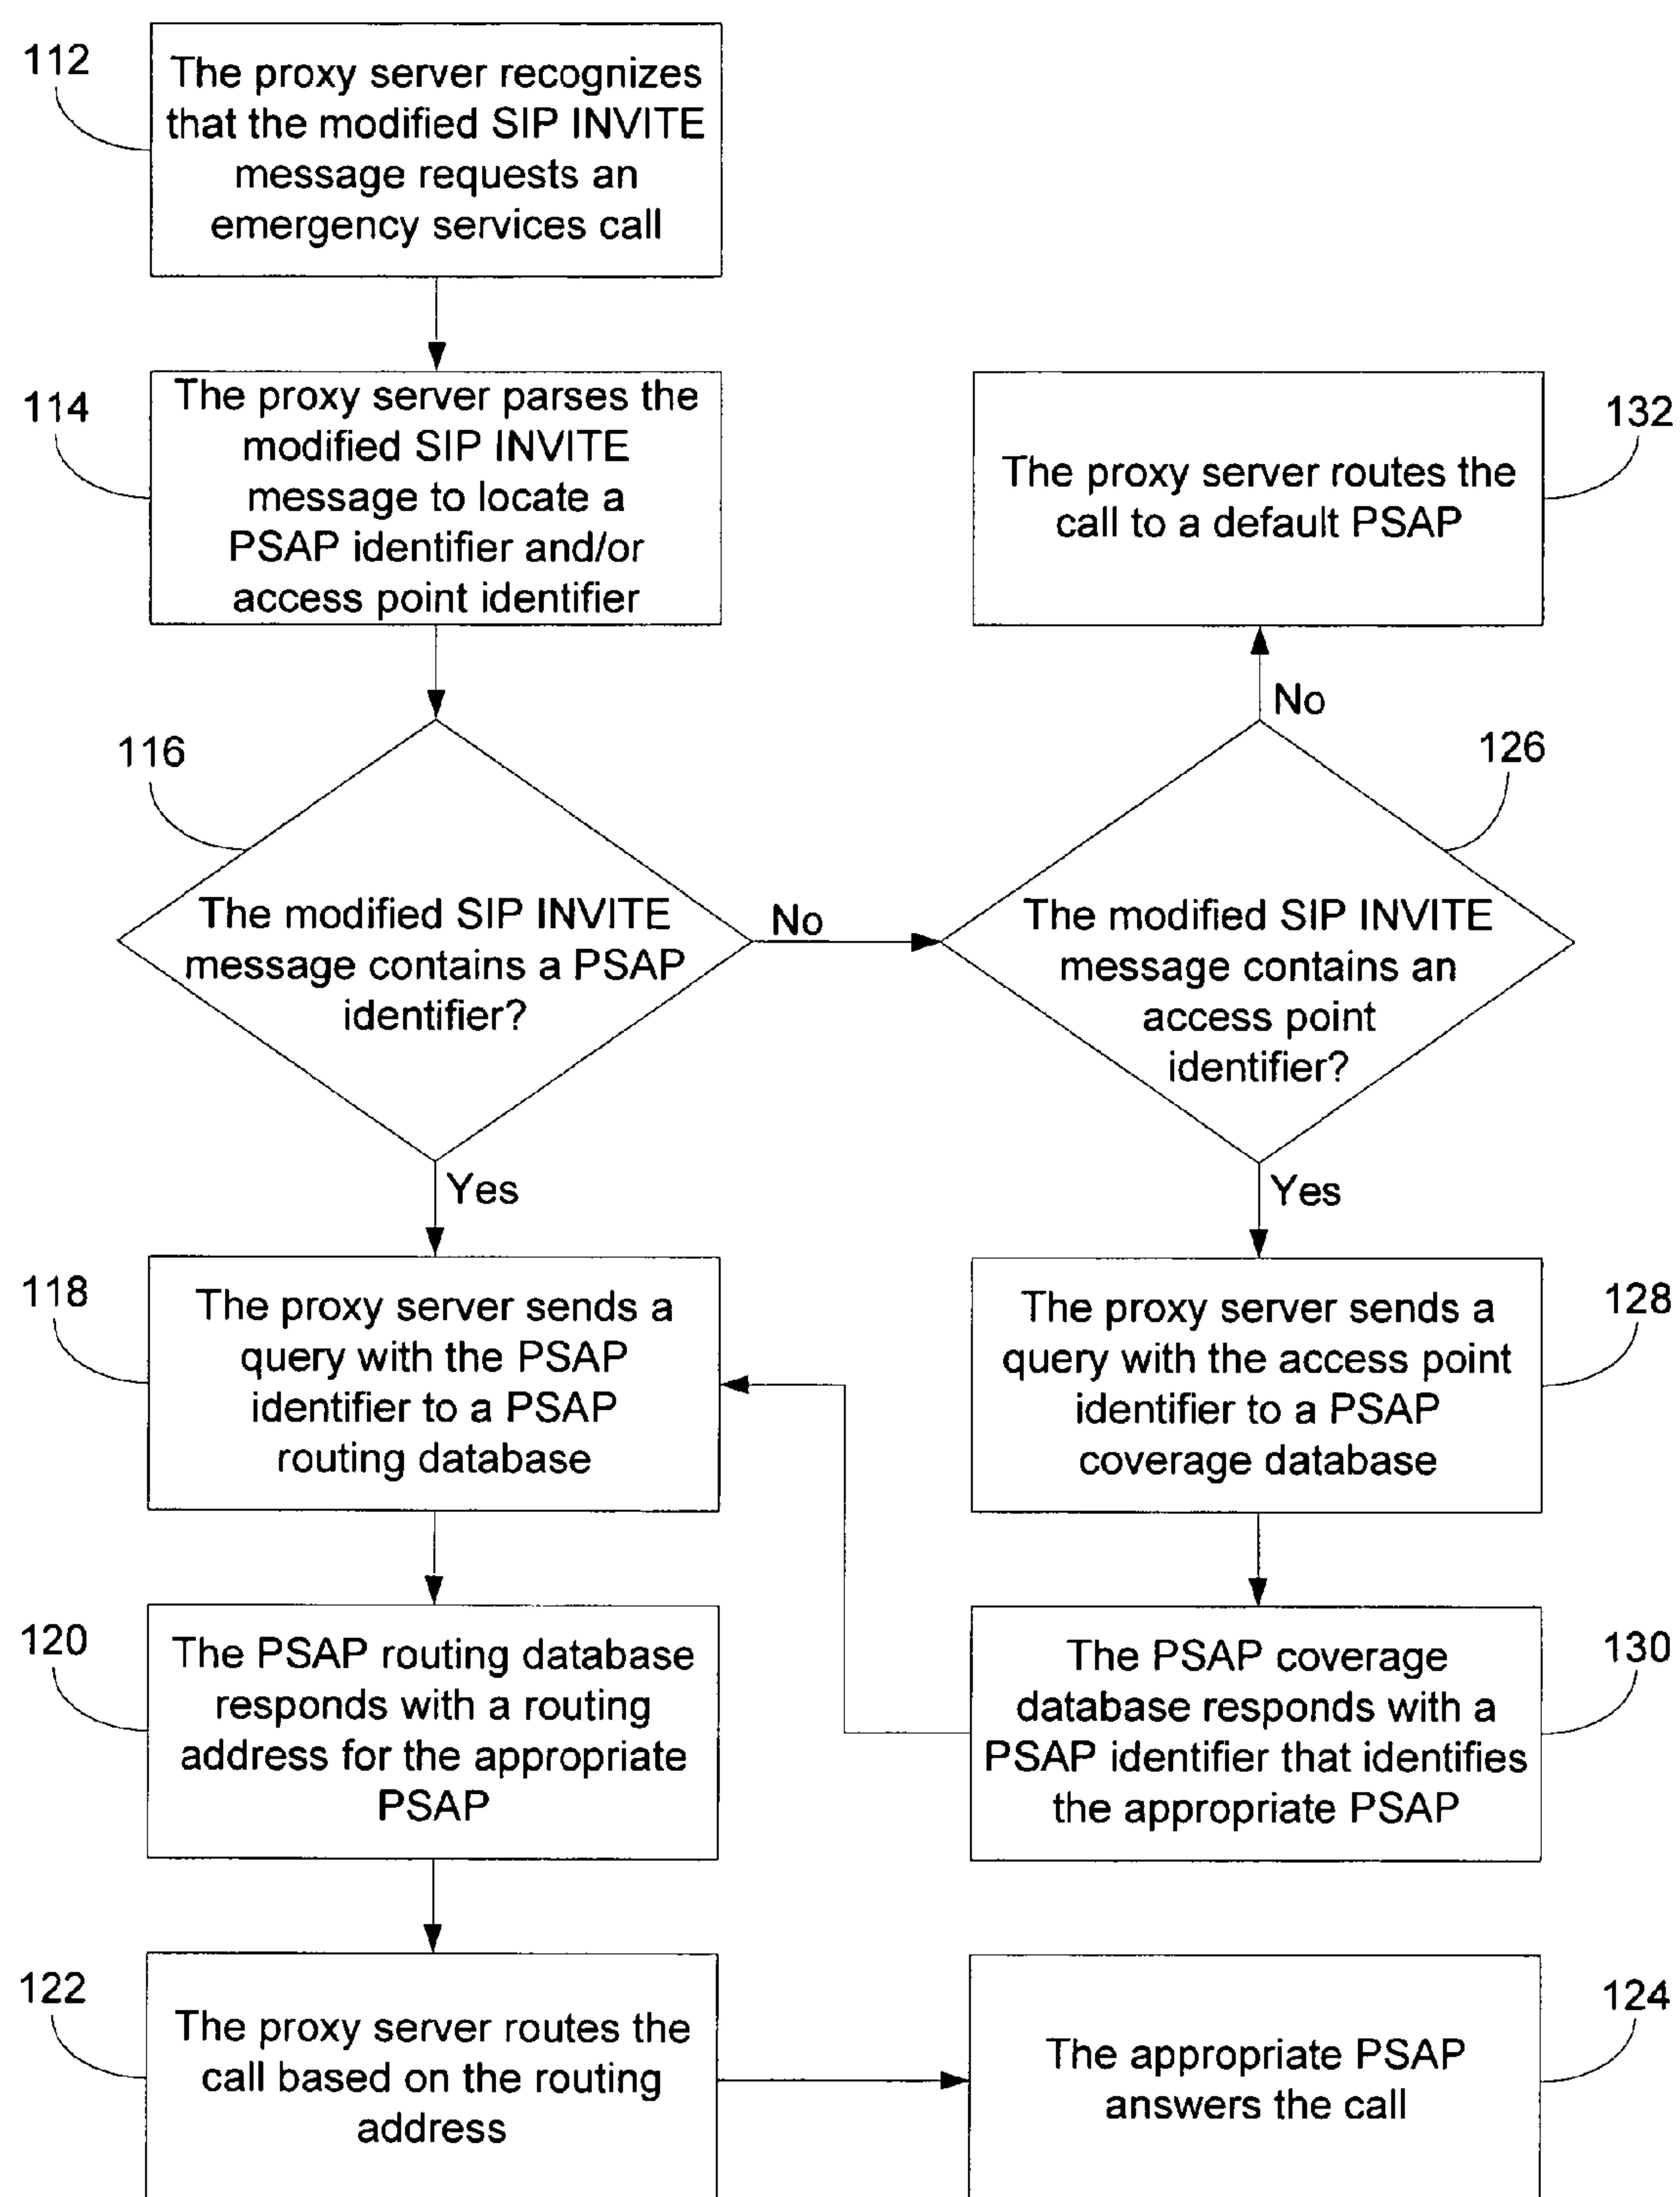 112
The proxy server recognizes
that the modified SIP INVITE
message requests an
emergency services call
114
The proxy server parses the
modified SIP INVITE
message to locate a
PSAP identifier and/or
access point identifier
The proxy server routes the
call to a default PSAP
132
116
The modified SIP INVITE
message contains a PSAP
identifier?
No
No
126
The modified SIP INVITE
message contains an
access point
identifier?
Yes
Yes
118
The proxy server sends a
query with the PSAP
identifier to a PSAP
routing database
The proxy server sends a
query with the access point
identifier to a PSAP
coverage database
128
120
The PSAP routing database
responds with a routing
address for the appropriate
PSAP
The PSAP coverage
database responds with a
PSAP identifier that identifies
the appropriate PSAP
130
122
The proxy server routes the
call based on the routing
address
The appropriate PSAP
answers the call
124